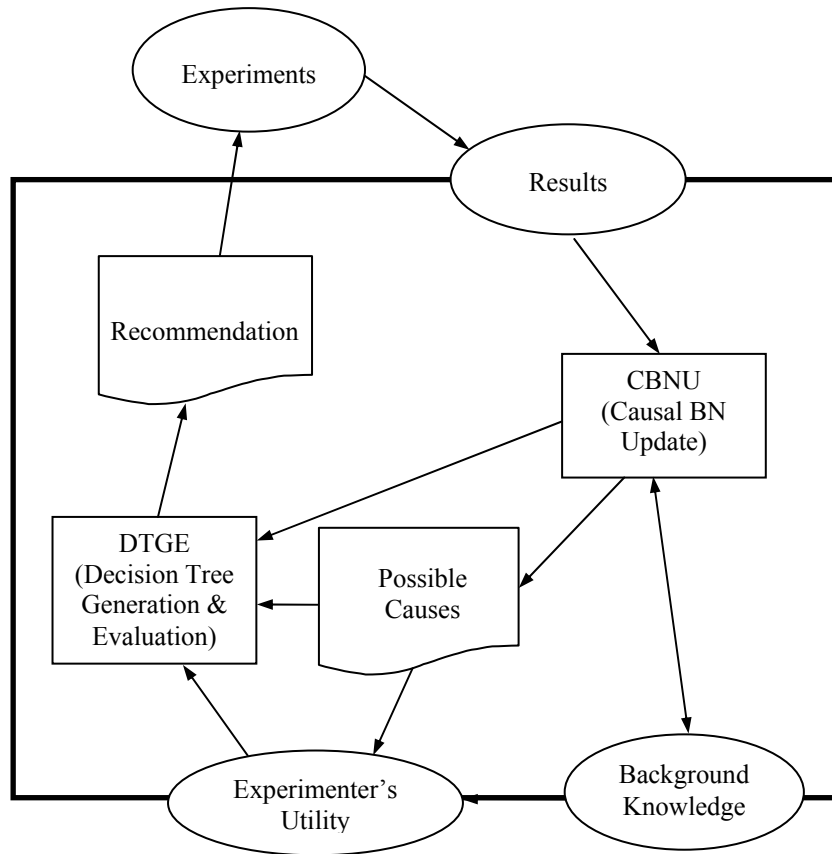 Experiments
Results
Recommendation
CBNU
(Causal BN
Update)
DTGE
(Decision Tree
Generation &
Evaluation)
Possible
Causes
Experimenter's
Utility
Background
Knowledge